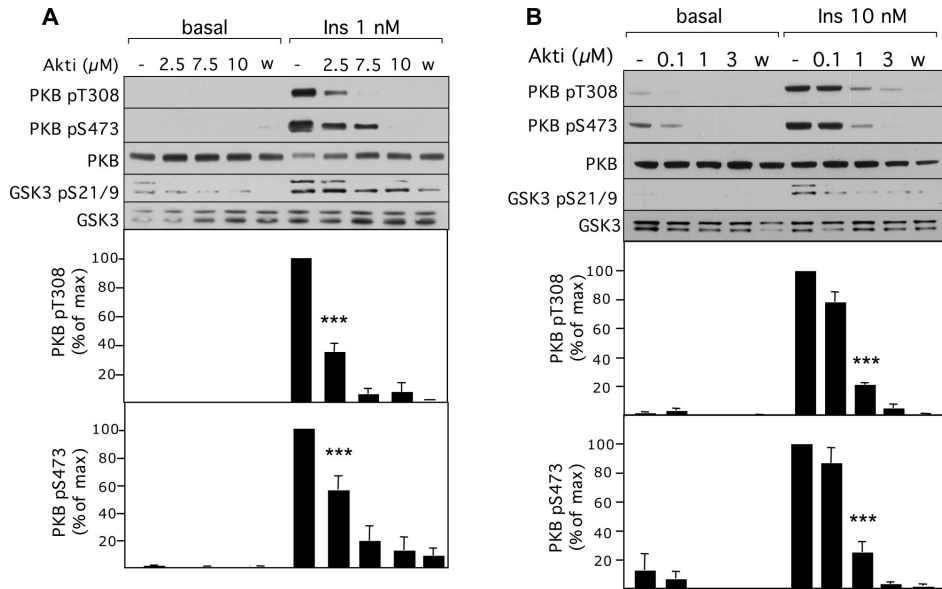 A
basal Ins 1 nM
Akti (µM) - 2.5 7.5 10 w - 2.5 7.5 10 w
PKB pT308
PKB pS473
PKB
GSK3 pS21/9
GSK3
PKB pT308
(% of max)
100
80
60
40
20
***
PKB pS473
(% of max)
100
80
60
40
20
***
B
basal Ins 10 nM
Akti (µM) - 0.1 1 3 w - 0.1 1 3 w
PKB pT308
PKB pS473
PKB
GSK3 pS21/9
GSK3
PKB pT308
(% of max)
100
80
60
40
20
***
PKB pS473
(% of max)
100
80
60
40
20
***